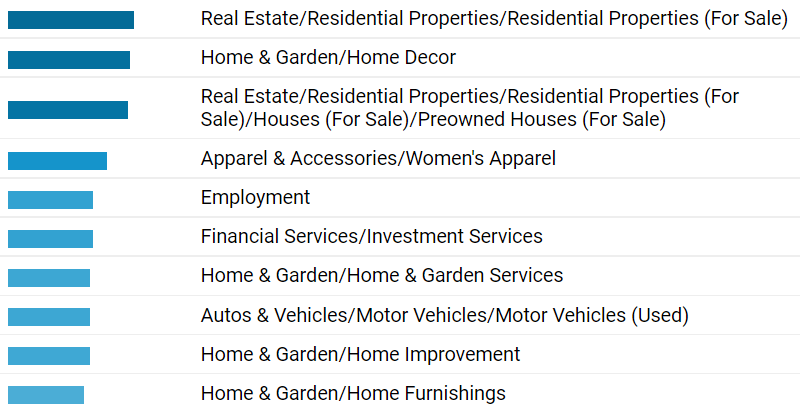 Real Estate/Residential Properties/Residential Properties (For Sale)
Home & Garden/Home Decor
Real Estate/Residential Properties/Residential Properties (For
Sale)/Houses (For Sale)/Preowned Houses (For Sale)
Apparel & Accessories/Women's Apparel
Employment
Financial Services/Investment Services
Home & Garden/Home & Garden Services
Autos & Vehicles/Motor Vehicles/Motor Vehicles (Used)
Home & Garden/Home Improvement
Home & Garden/Home Furnishings